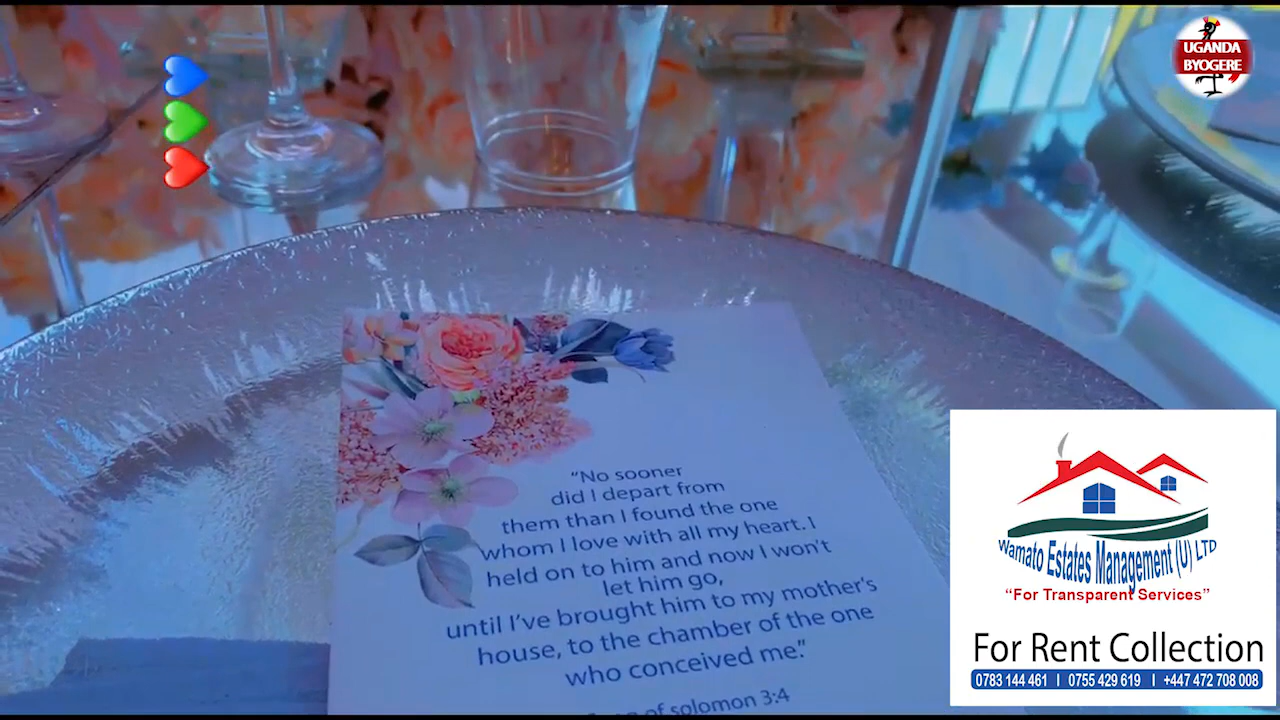 UGANDA
BYOGERE
“No sooner
did I depart from
them than I found the one
whom I love with all my heart. I
held on to him and now I won't
let him go,
until I've brought him to my mother's
house, to the chamber of the one
who conceived me.”
of solomon 3:4
Wamato Estates Management (U) LTD
“For Transparent Services”
For Rent Collection
0783 144 461 I 0755 429 619 I +447 472 708 008